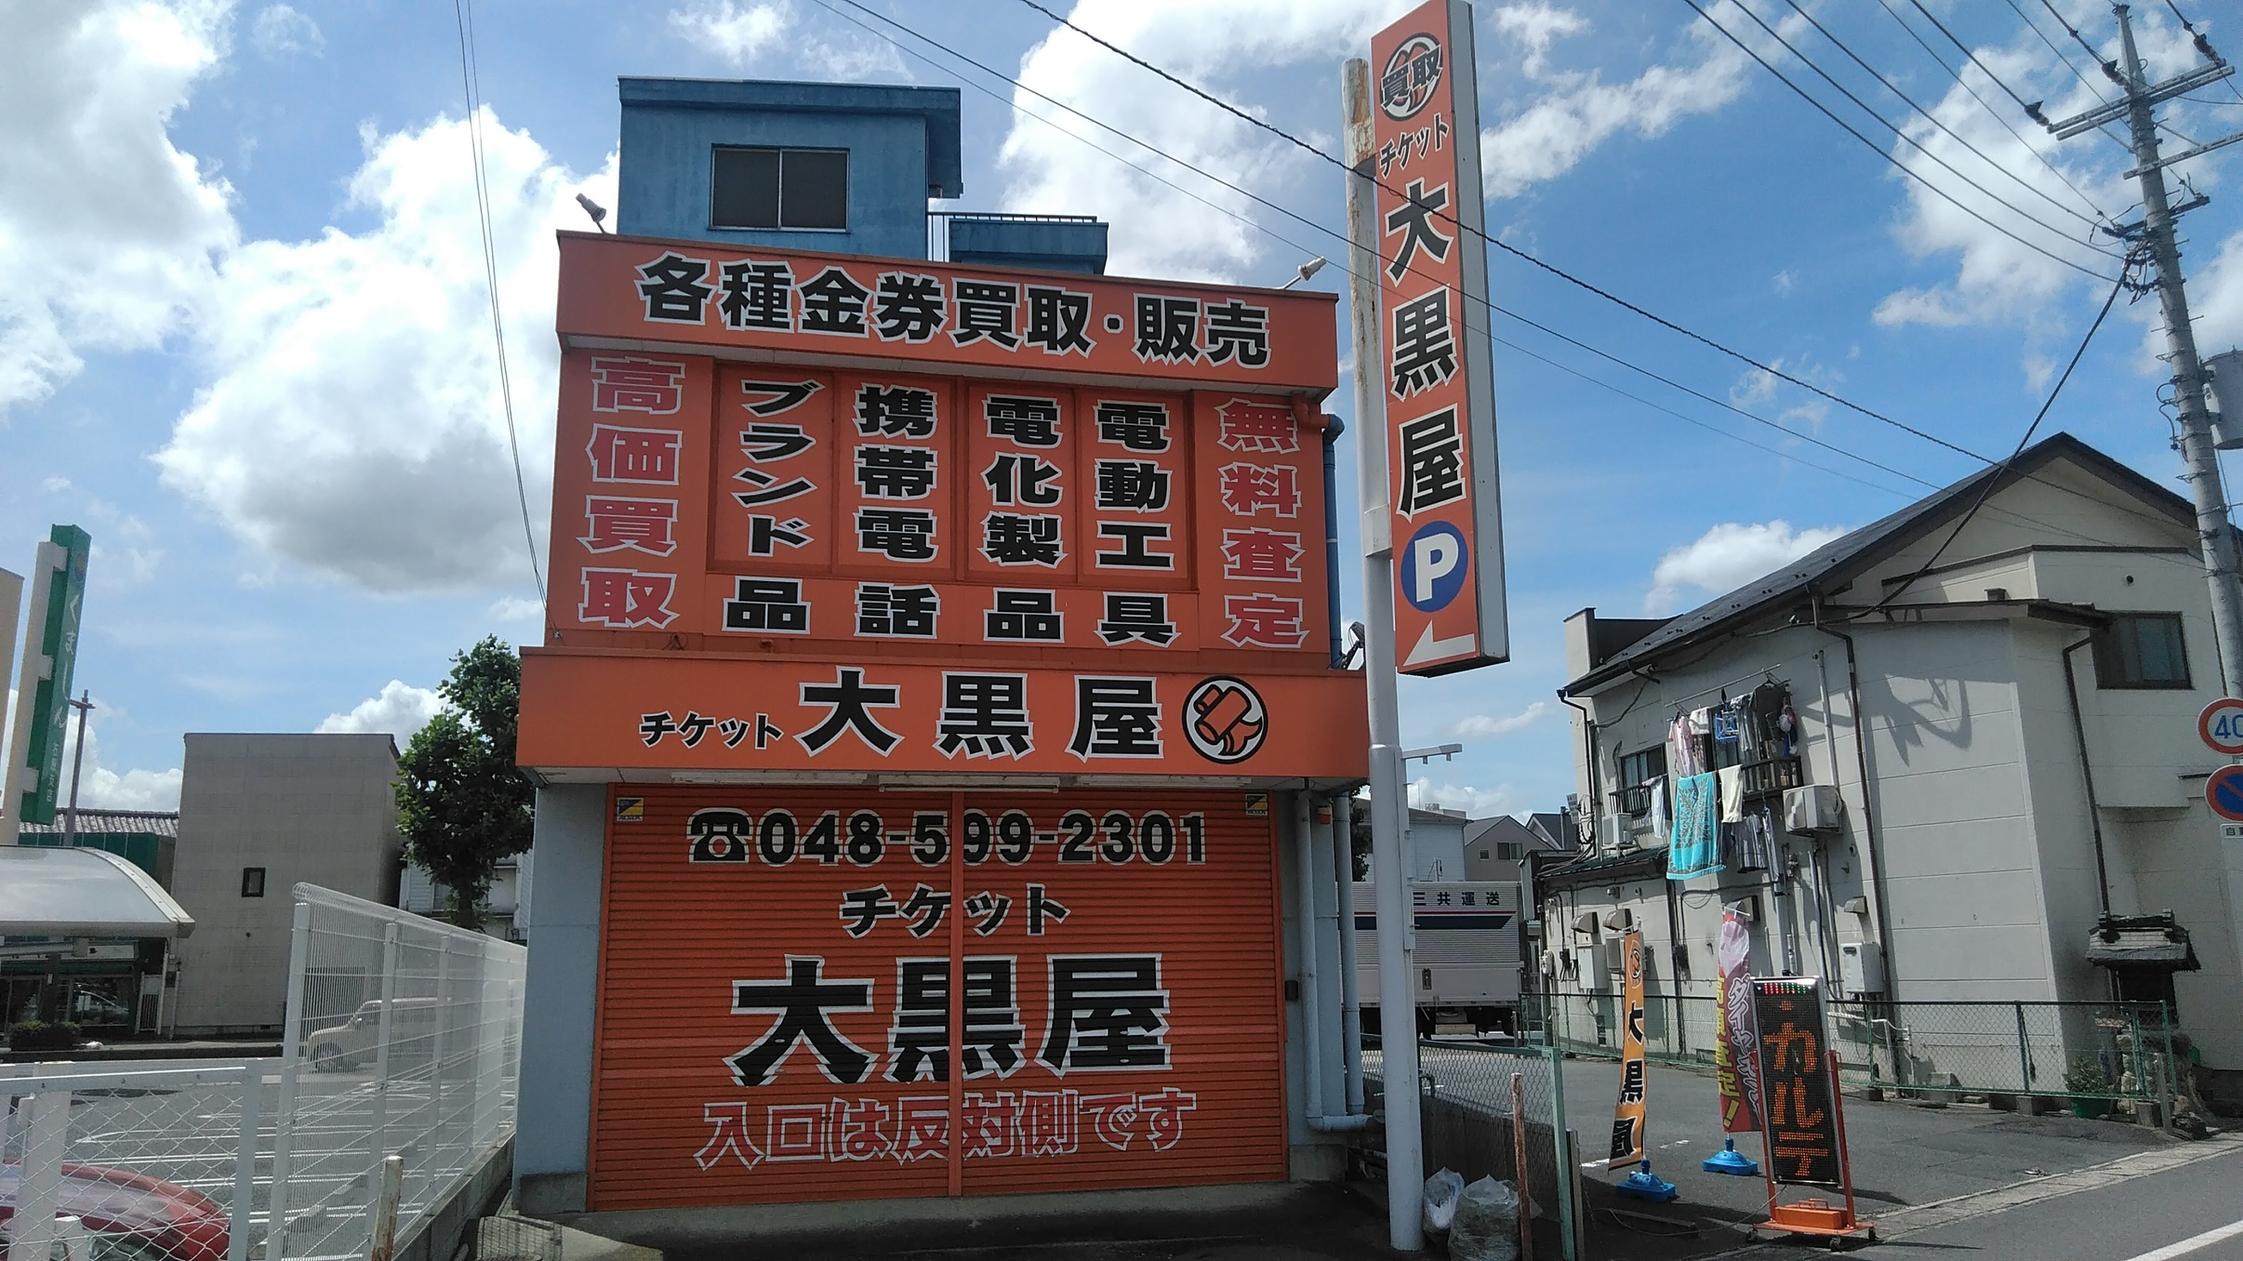 各種金券買取・販売
高価買取
ブランド品
携帯電話
電化製品
電動工具
無料査定
チケット大黒屋
☎048-599-2301
チケット
大黒屋
入口は反対側です
買取
チケット
大黒屋
P
三共運送
大黒屋
カルテ
40